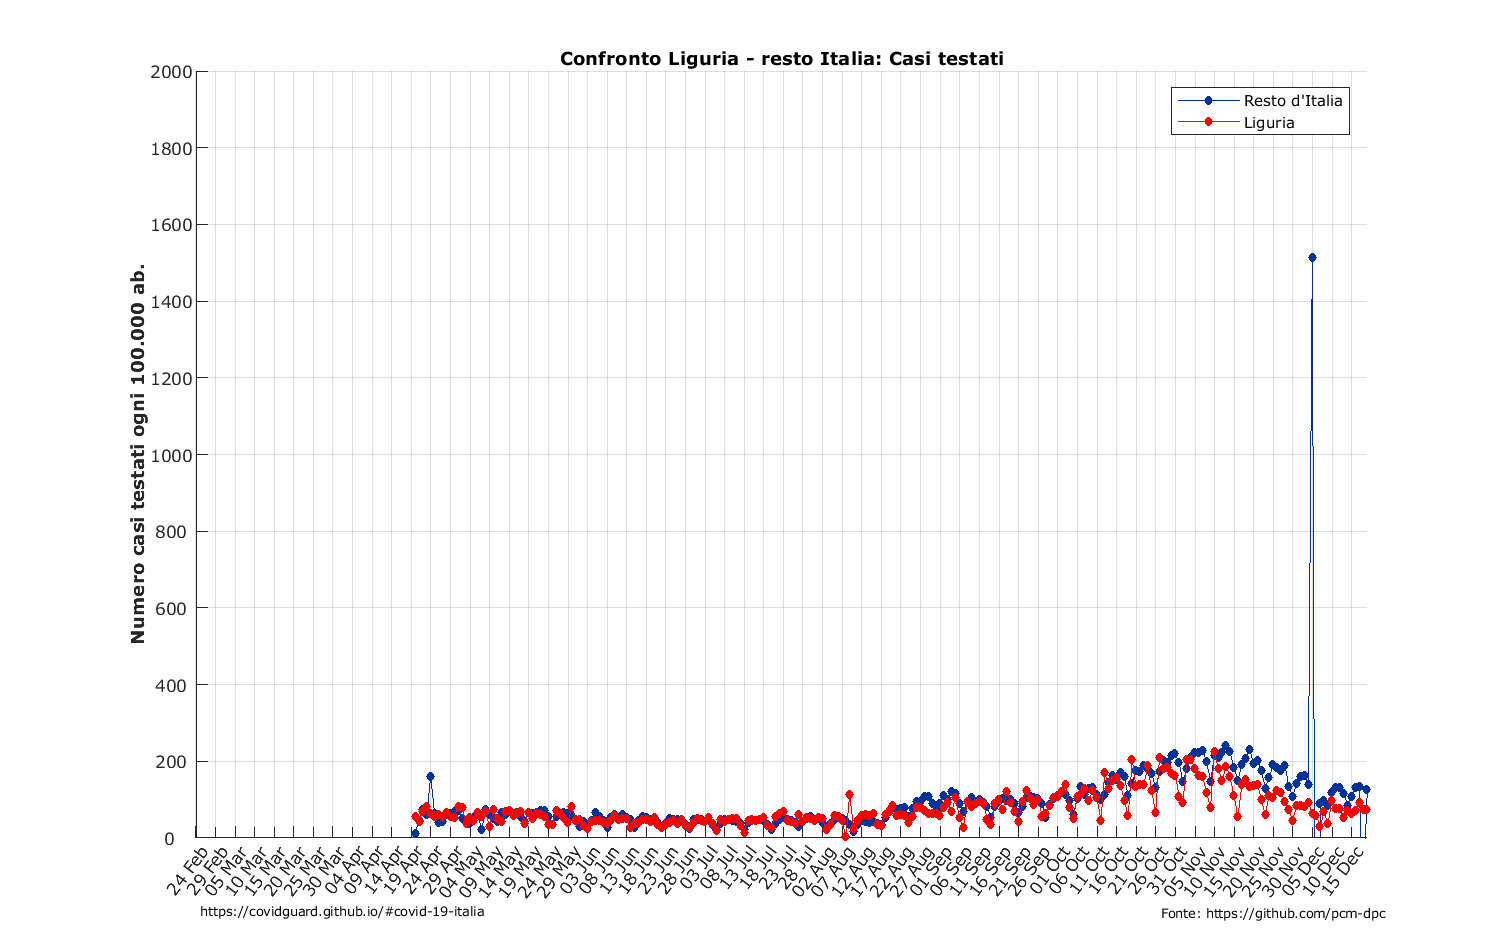 Confronto Liguria - resto Italia: Casi testati
Resto d'Italia
Liguria
Numero casi testati ogni 100.000 ab.
2000
1800
1600
1400
1200
1000
800
600
400
200
0
24 Feb
29 Feb
05 Mar
10 Mar
15 Mar
20 Mar
25 Mar
30 Mar
04 Apr
09 Apr
14 Apr
19 Apr
24 Apr
29 Apr
04 May
09 May
14 May
19 May
24 May
29 May
03 Jun
08 Jun
13 Jun
18 Jun
23 Jun
28 Jun
03 Jul
08 Jul
13 Jul
18 Jul
23 Jul
28 Jul
02 Aug
07 Aug
12 Aug
17 Aug
22 Aug
27 Aug
01 Sep
06 Sep
11 Sep
16 Sep
21 Sep
26 Sep
01 Oct
06 Oct
11 Oct
16 Oct
21 Oct
26 Oct
31 Oct
05 Nov
10 Nov
15 Nov
20 Nov
25 Nov
30 Nov
05 Dec
10 Dec
15 Dec
https://covidguard.github.io/#covid-19-italia
Fonte: https://github.com/pcm-dpc